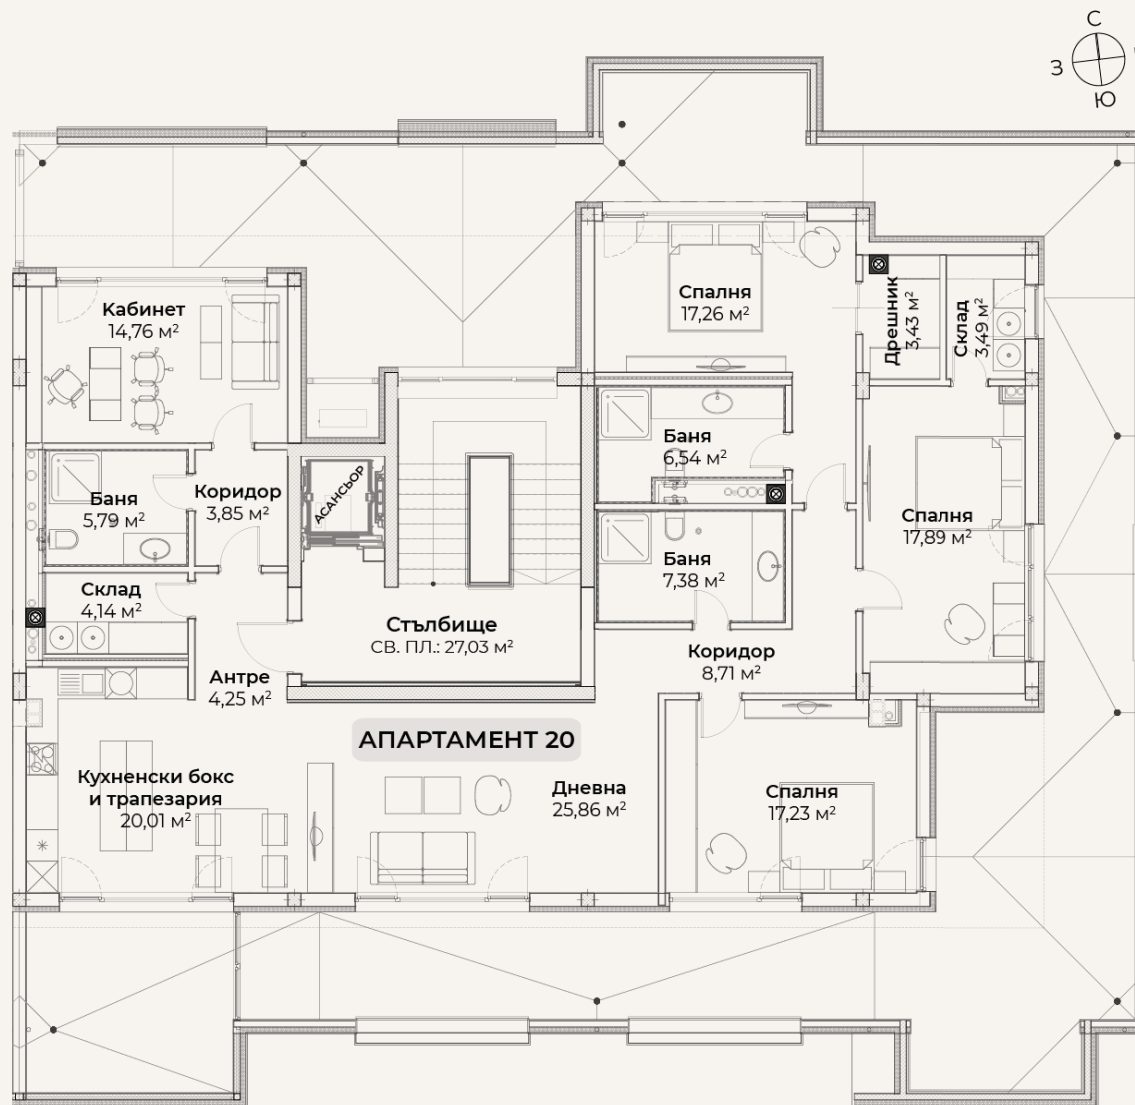 С
З
Ю
Кабинет
14,76 м²
Спалня
17,26 м²
Дрешник
3,43 м²
Склад
3,49 м²
Баня
6,54 м²
Баня
5,79 м²
Коридор
3,85 м²
АСАНСЬОР
Спалня
17,89 м²
Баня
7,38 м²
Склад
4,14 м²
Стълбище
СВ. ПЛ.: 27,03 м²
Антре
4,25 м²
Коридор
8,71 м²
АПАРТАМЕНТ 20
Кухненски бокс
и трапезария
20,01 м²
Дневна
25,86 м²
Спалня
17,23 м²